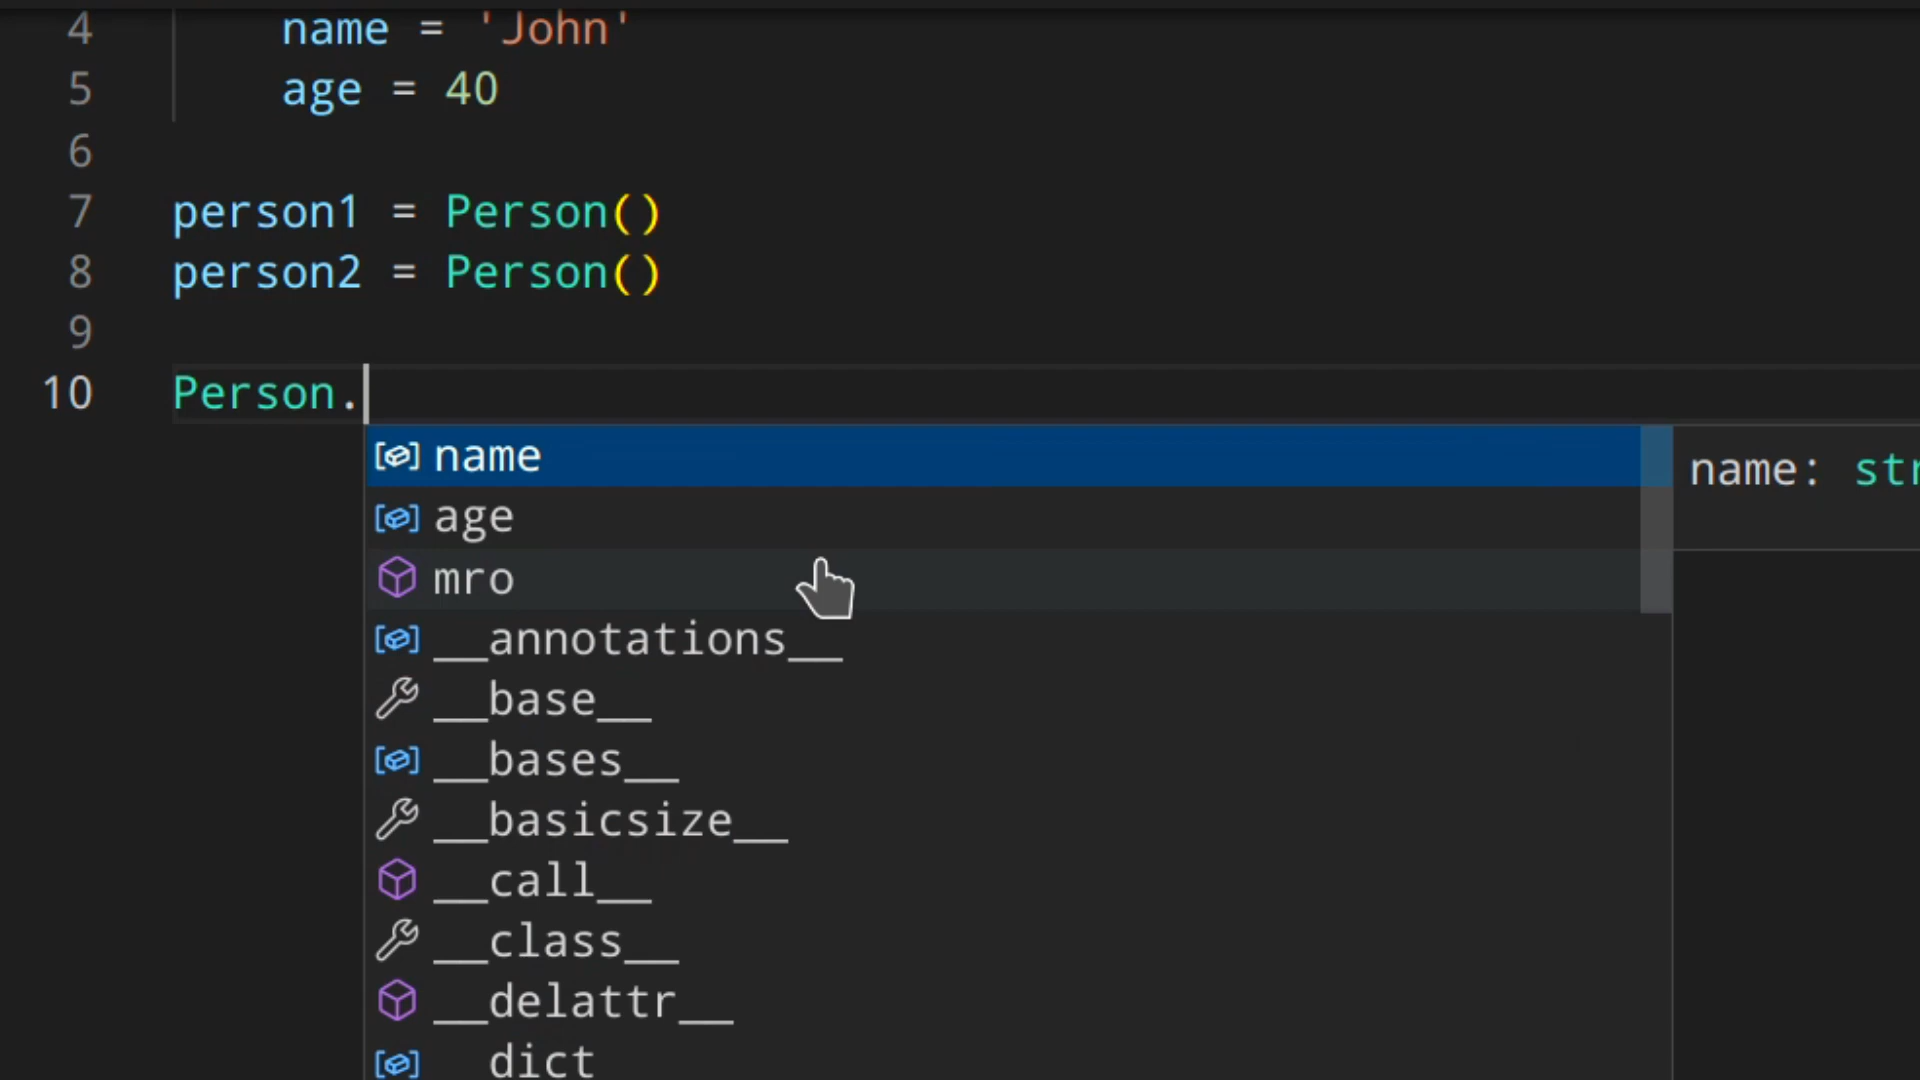 4 name = 'John'
5 age = 40
6
7 person1 = Person()
8 person2 = Person()
9
10 Person.
name
name: str
age
mro
__annotations__
__base__
__bases__
__basicsize__
__call__
__class__
__delattr__
__dict